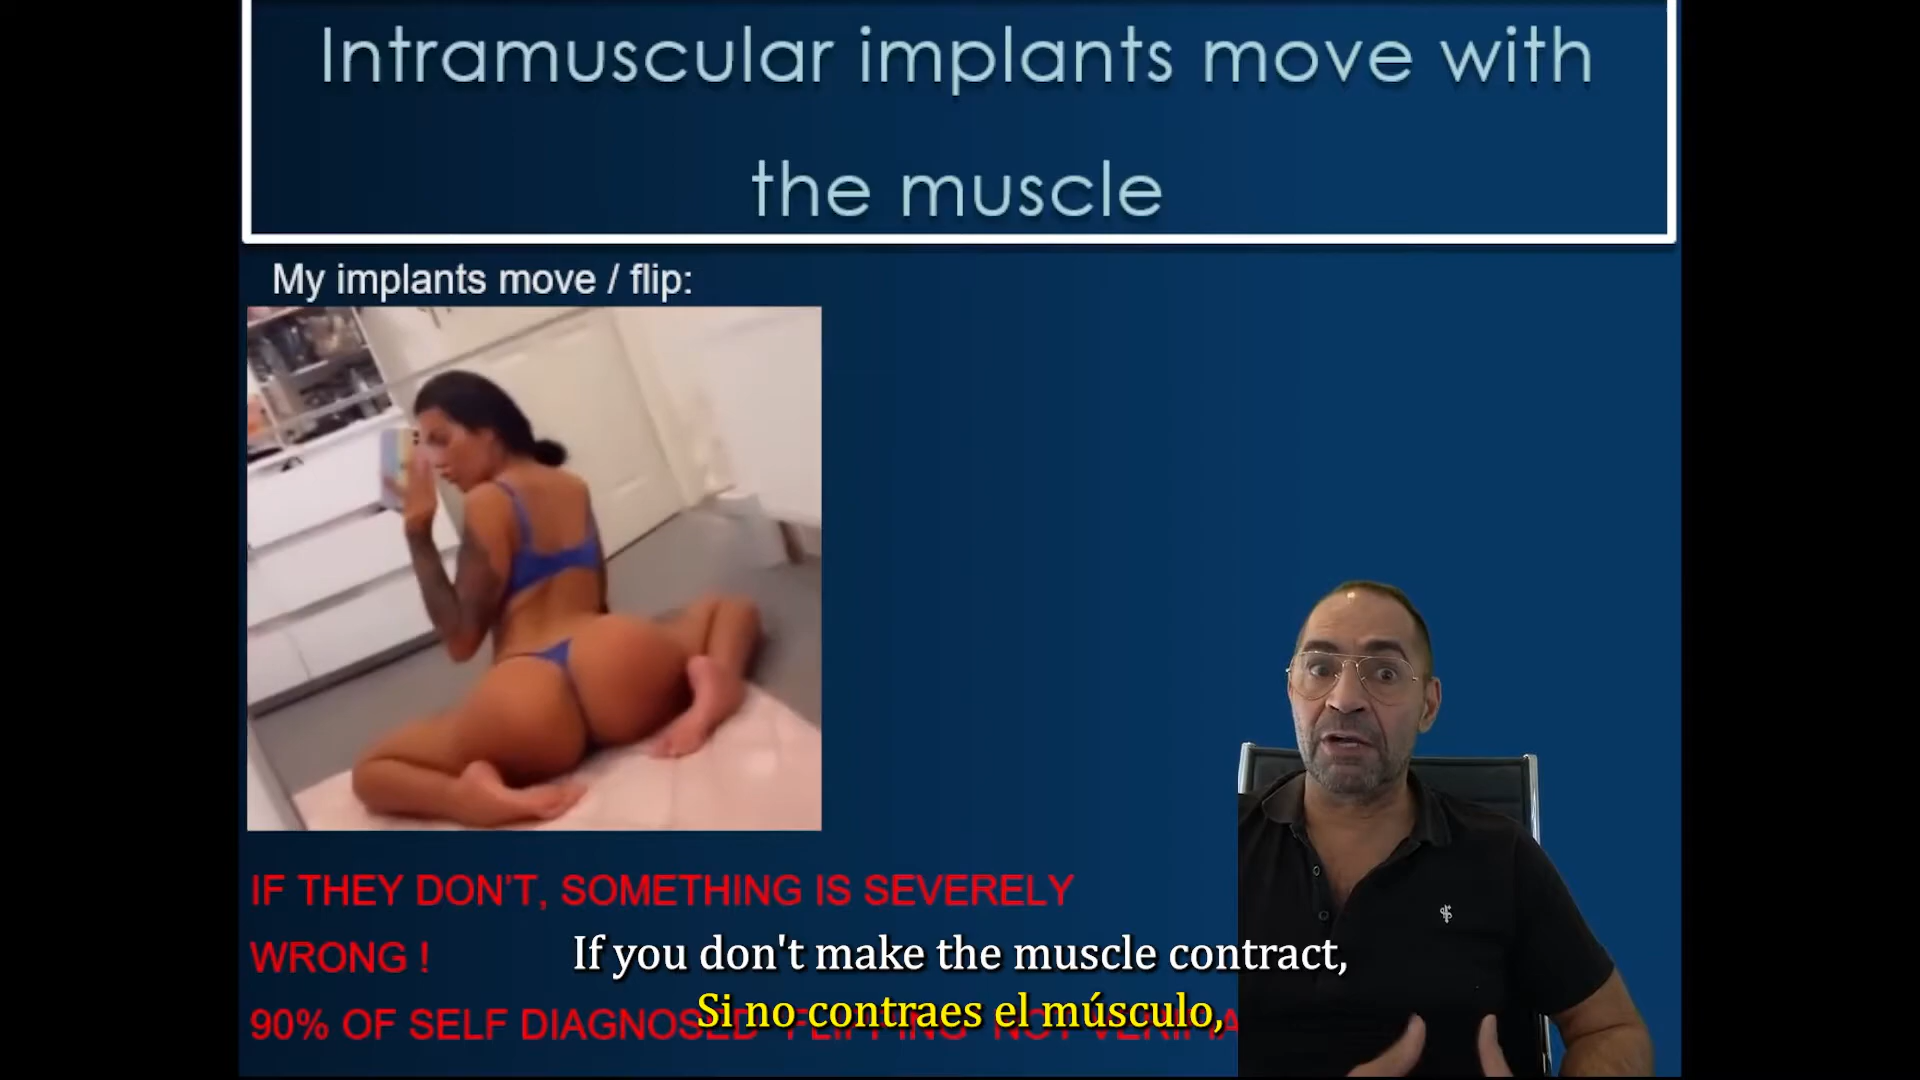 Intramuscular implants move with
the muscle
My implants move / flip:
IF THEY DON'T, SOMETHING IS SEVERELY
WRONG !
If you don't make the muscle contract,
Si no contraes el músculo,
90% OF SELF DIAGNOSED